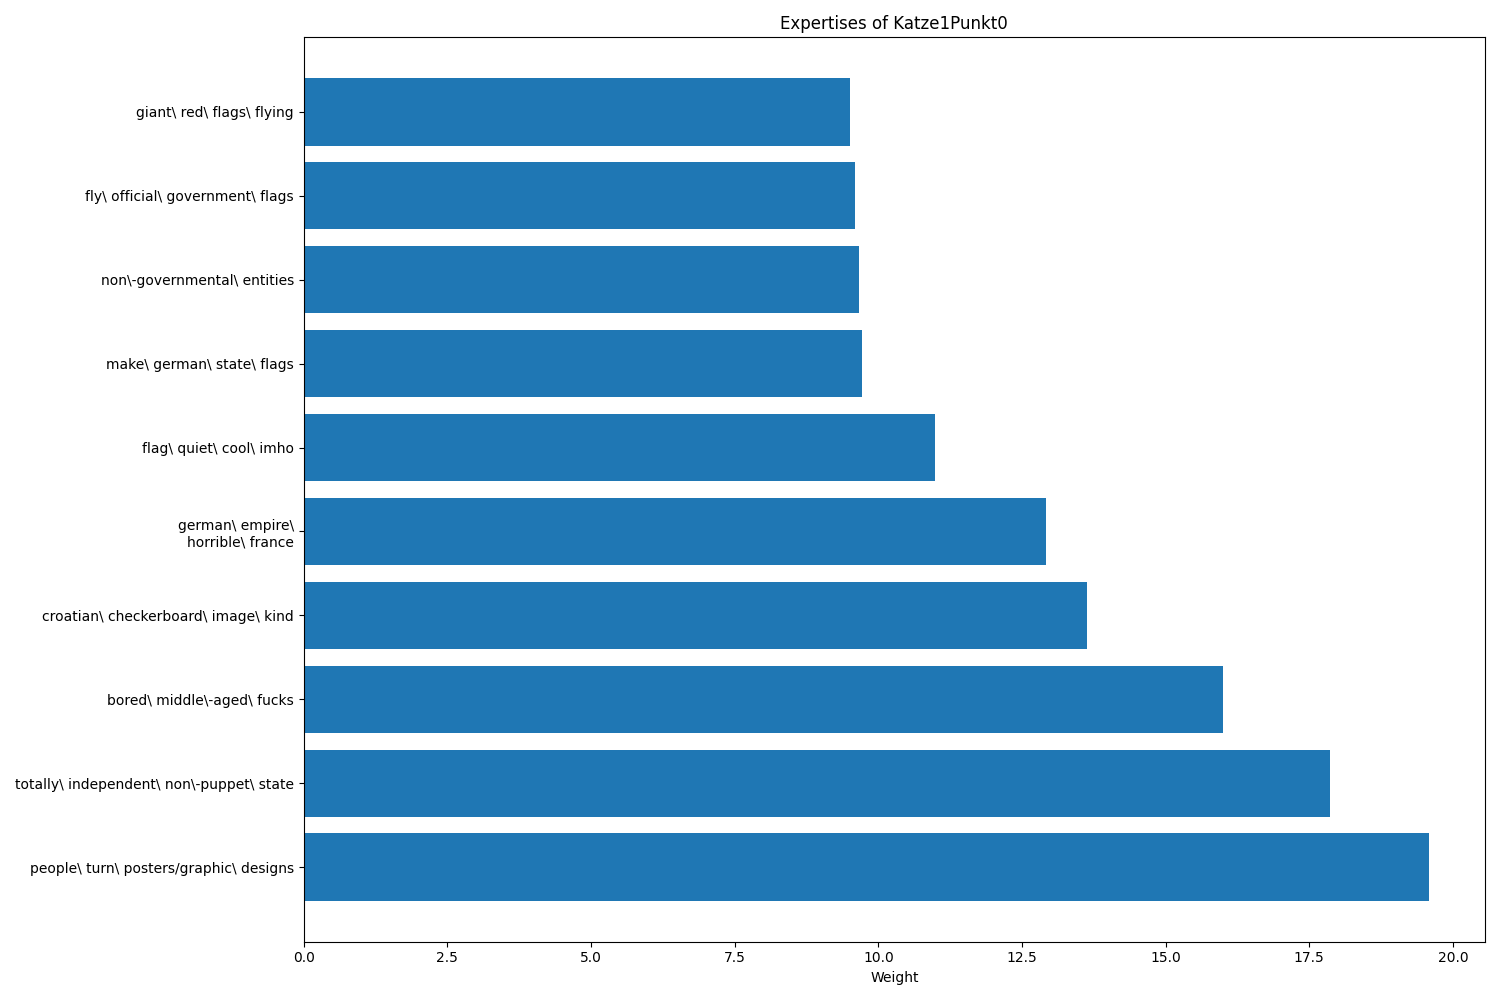 Expertises of Katze1Punkt0
giant\ red\ flags\ flying
fly\ official\ government\ flags
non\-governmental\ entities
make\ german\ state\ flags
flag\ quiet\ cool\ imho
german\ empire\
horrible\ france
croatian\ checkerboard\ image\ kind
bored\ middle\-aged\ fucks
totally\ independent\ non\-puppet\ state
people\ turn\ posters/graphic\ designs
0.0 2.5 5.0 7.5 10.0 12.5 15.0 17.5 20.0
Weight